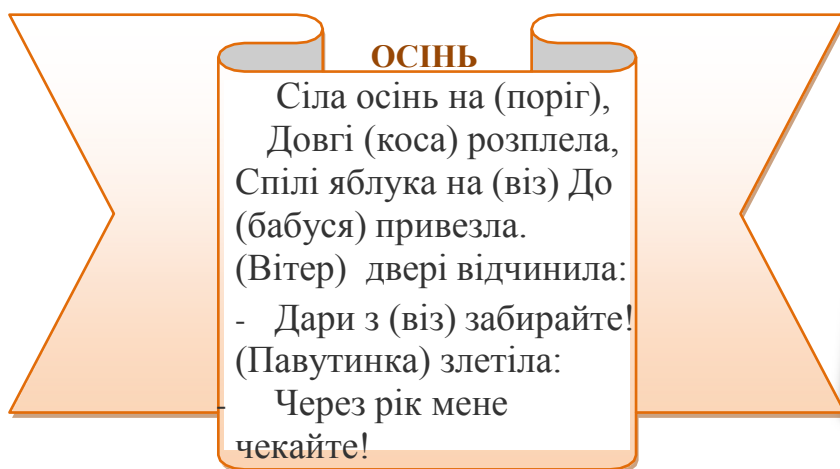 ОСІНЬ
Сіла осінь на (поріг),
Довгі (коса) розплела,
Спілі яблука на (віз) До
(бабуся) привезла.
(Вітер) двері відчинила:
- Дари з (віз) забирайте!
(Павутинка) злетіла:
- Через рік мене
чекайте!